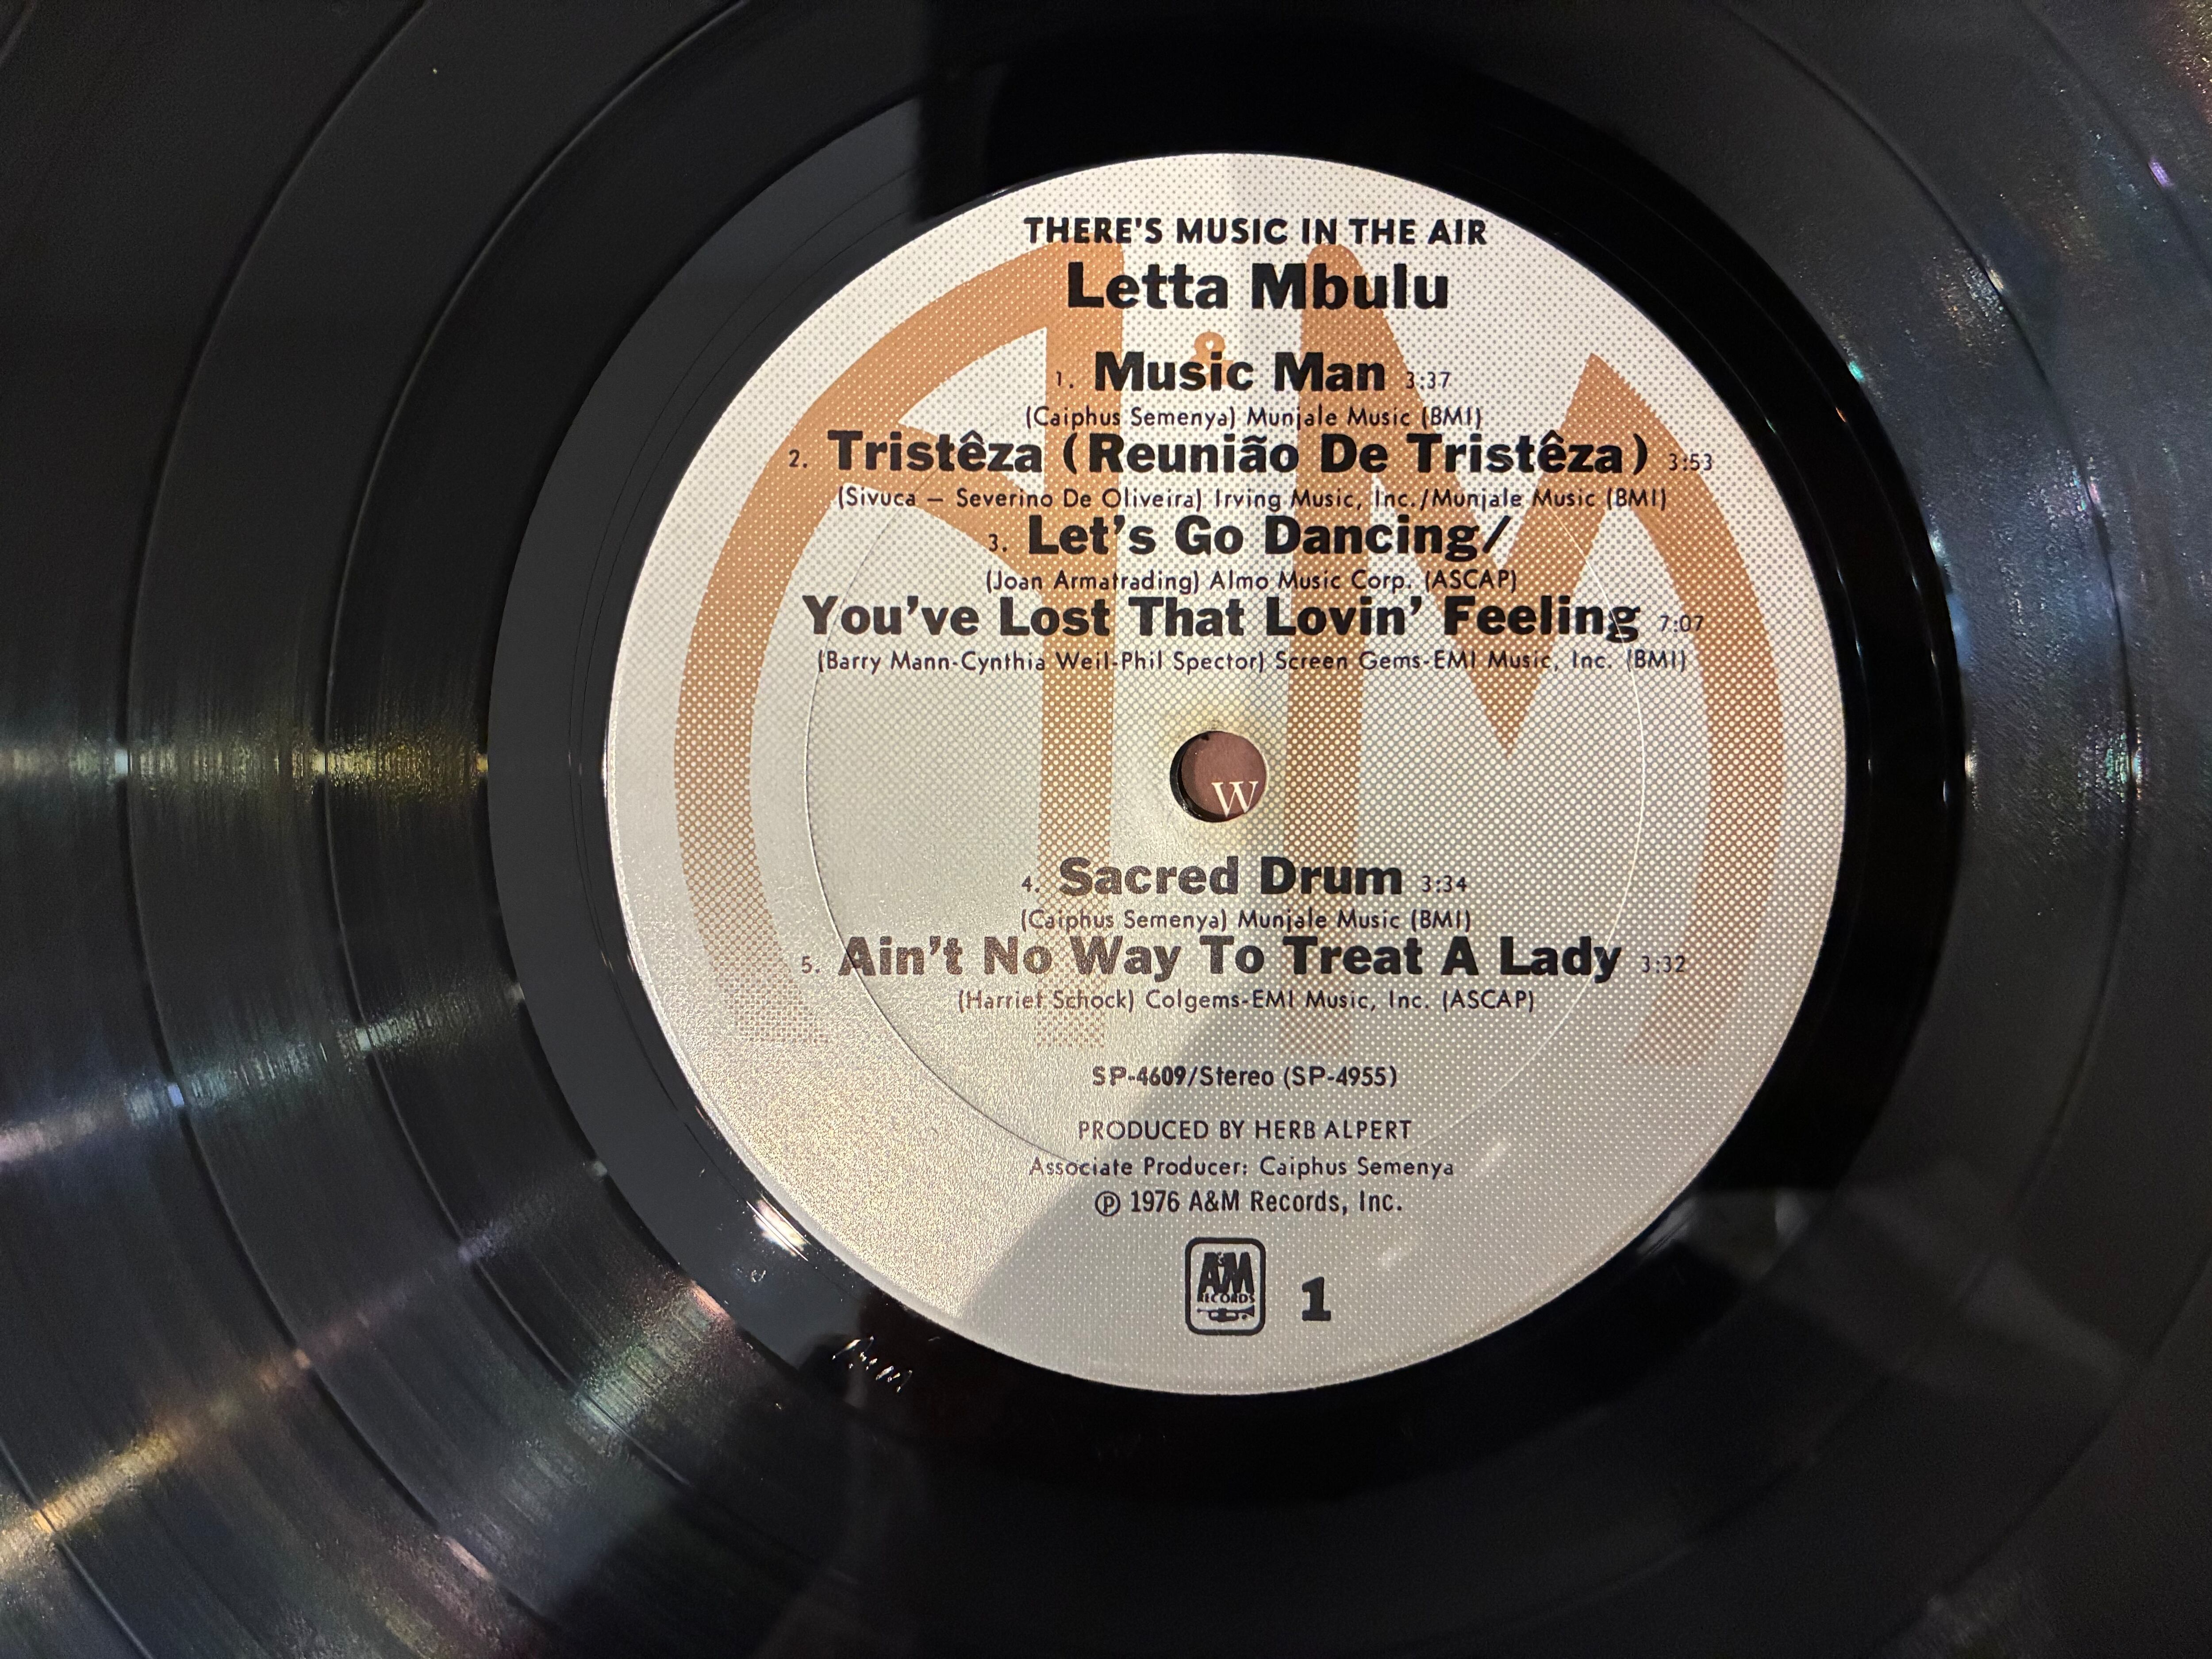 THERE'S MUSIC IN THE AIR
Letta Mbulu
&
1. Music Man 3:37
(Caiphus Semenya) Munjale Music (BMI)
2. Tristêza (Reunião De Tristêza) 3:53
(Sivuca — Severino De Oliveira) Irving Music, Inc./Munjale Music (BMI)
3. Let's Go Dancing/
(Joan Armatrading) Almo Music Corp. (ASCAP)
You've Lost That Lovin' Feeling 7:07
(Barry Mann-Cynthia Weil-Phil Spector) Screen Gems-EMI Music, Inc. (BMI)
W
4. Sacred Drum 3:34
(Caiphus Semenya) Munjale Music (BMI)
5. Ain't No Way To Treat A Lady 3:32
(Harriet Schock) Colgems-EMI Music, Inc. (ASCAP)
SP-4609/Stereo (SP-4955)
PRODUCED BY HERB ALPERT
Associate Producer: Caiphus Semenya
℗ 1976 A&M Records, Inc.
A&M
RECORDS
1